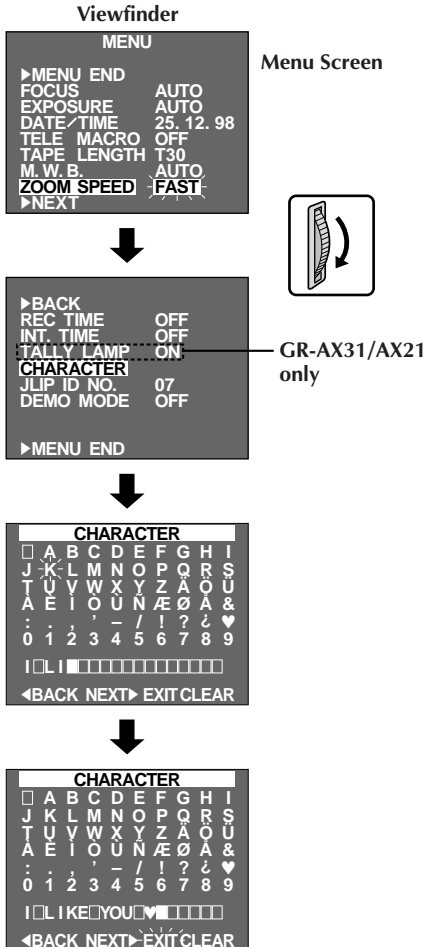 Viewfinder
MENU
Menu Screen
▶MENU END
FOCUS AUTO
EXPOSURE AUTO
DATE/TIME 25. 12. 98
TELE MACRO OFF
TAPE LENGTH T30
M. W. B. AUTO
ZOOM SPEED FAST
▶NEXT
▶BACK
REC TIME OFF
INT. TIME OFF
TALLY LAMP ON
GR-AX31/AX21
only
CHARACTER
JLIP ID NO. 07
DEMO MODE OFF
▶MENU END
CHARACTER
□ A B C D E F G H I
J K L M N O P Q R S
T U V W X Y Z Ä Ö Ü
À È Ì Ò Ù Ñ Æ Ø Å &
: . , ’ – / ! ? ¿ ♥
0 1 2 3 4 5 6 7 8 9
I□L I■□□□□□□□□□□□□□
◀BACK NEXT▶ EXIT CLEAR
CHARACTER
□ A B C D E F G H I
J K L M N O P Q R S
T U V W X Y Z Ä Ö Ü
À È Ì Ò Ù Ñ Æ Ø Å &
: . , ’ – / ! ? ¿ ♥
0 1 2 3 4 5 6 7 8 9
I□L I KE□YOU□♥■□□□□□
◀BACK NEXT▶ EXIT CLEAR